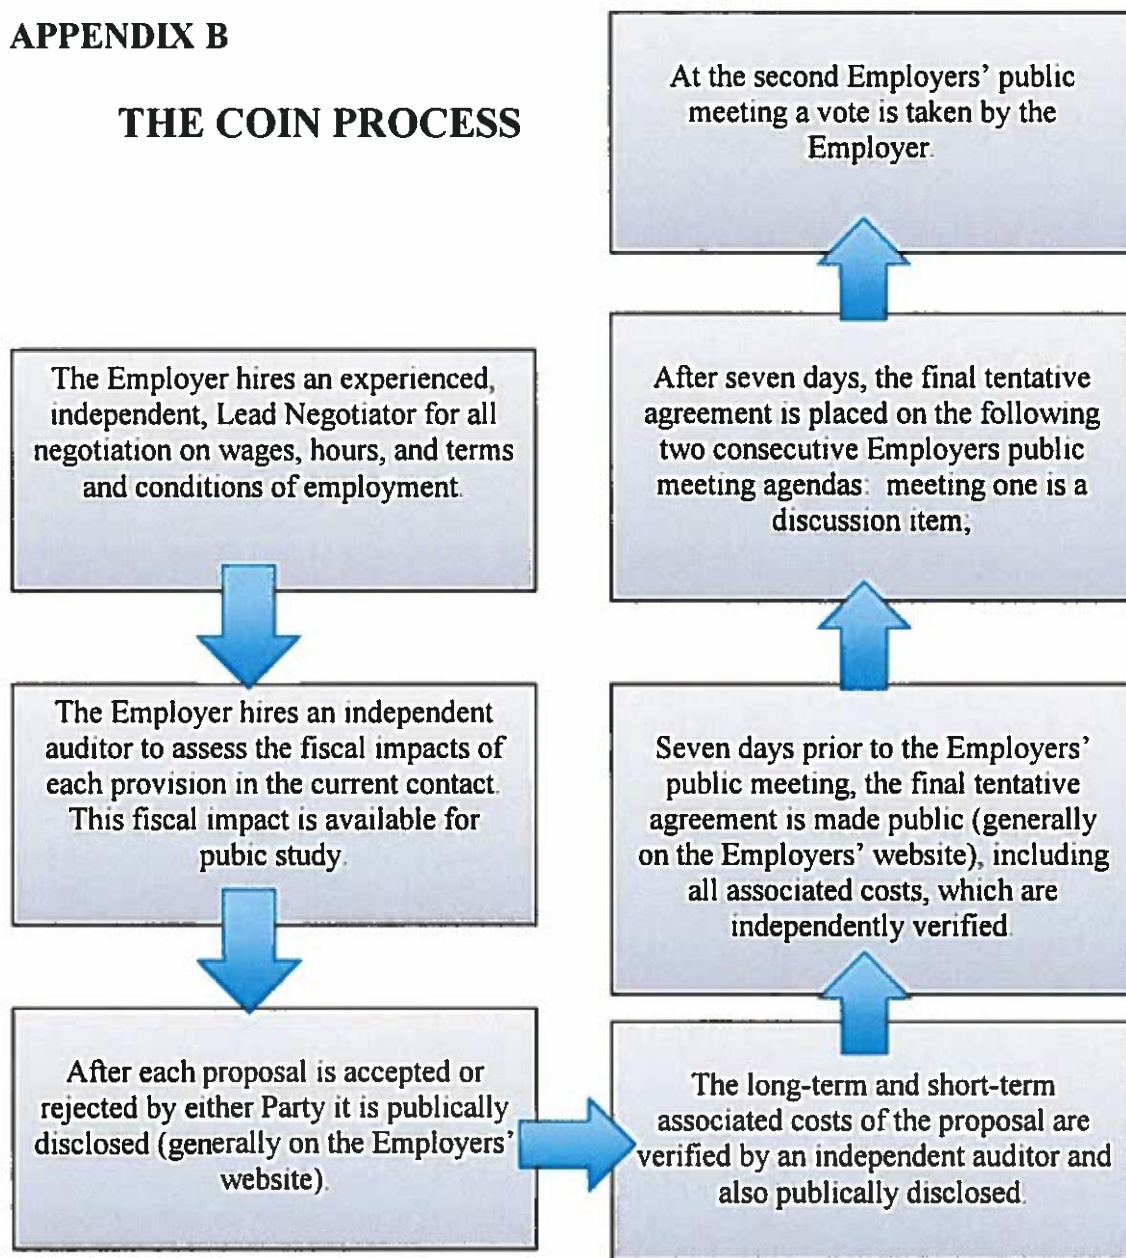 APPENDIX B
THE COIN PROCESS
The Employer hires an experienced,
independent, Lead Negotiator for all
negotiation on wages, hours, and terms
and conditions of employment.
The Employer hires an independent
auditor to assess the fiscal impacts of
each provision in the current contact.
This fiscal impact is available for
pubic study.
After each proposal is accepted or
rejected by either Party it is publically
disclosed (generally on the Employers'
website).
The long-term and short-term
associated costs of the proposal are
verified by an independent auditor and
also publically disclosed.
Seven days prior to the Employers'
public meeting, the final tentative
agreement is made public (generally
on the Employers' website), including
all associated costs, which are
independently verified.
After seven days, the final tentative
agreement is placed on the following
two consecutive Employers public
meeting agendas: meeting one is a
discussion item;
At the second Employers' public
meeting a vote is taken by the
Employer.